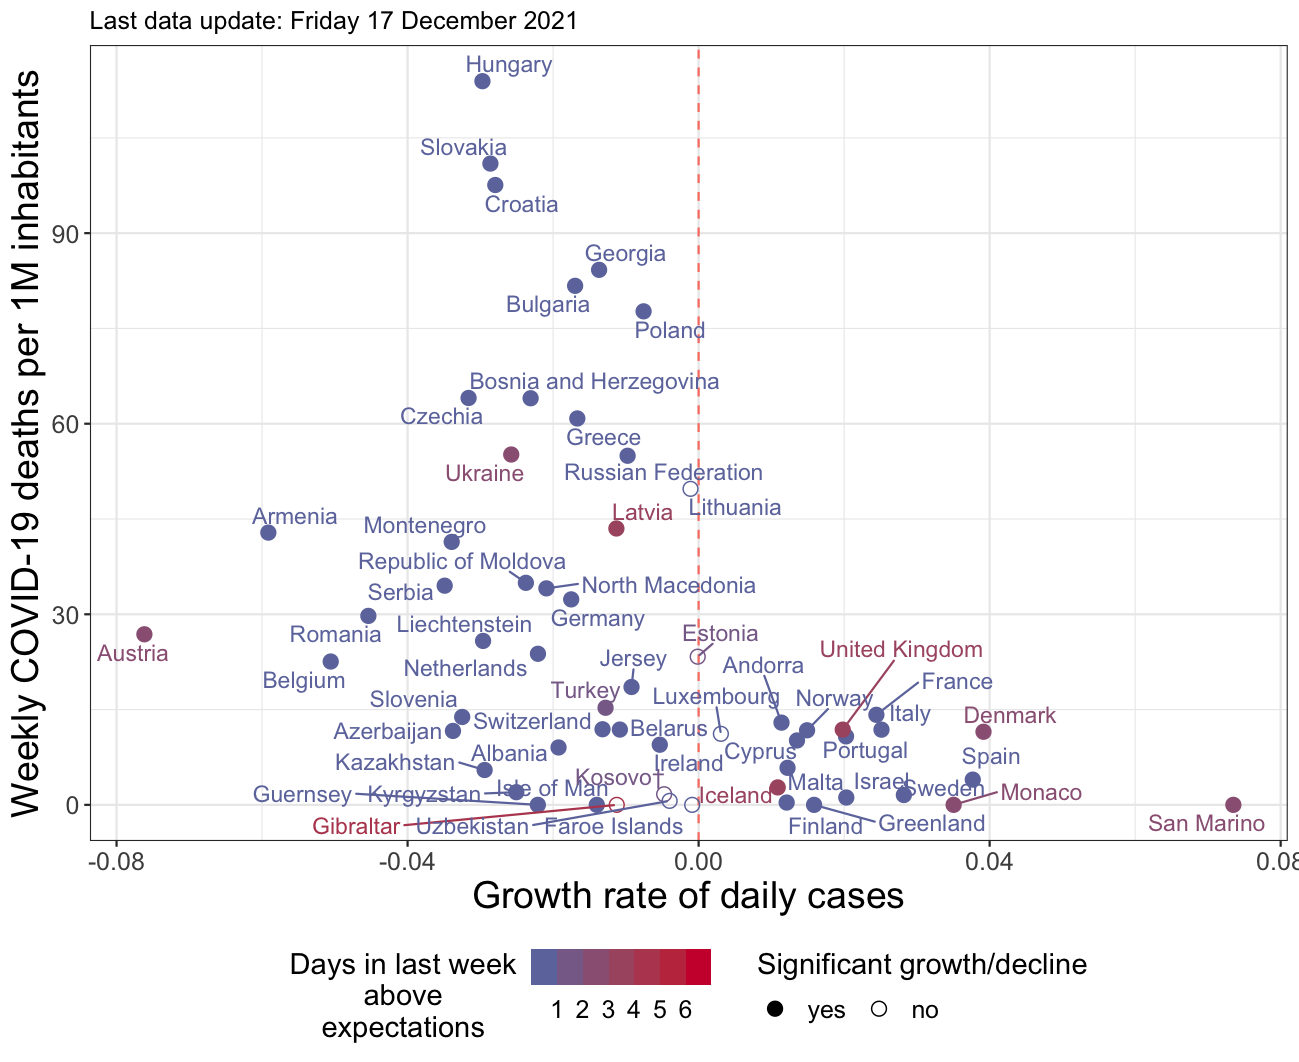 Last data update: Friday 17 December 2021
Weekly COVID-19 deaths per 1M inhabitants
90
60
30
0
Hungary
Slovakia
Croatia
Georgia
Bulgaria
Poland
Bosnia and Herzegovina
Czechia
Greece
Ukraine
Russian Federation
Lithuania
Latvia
Armenia
Montenegro
Republic of Moldova
North Macedonia
Serbia
Germany
Liechtenstein
Romania
Estonia
Austria
United Kingdom
Jersey
Andorra
Netherlands
Belgium
France
Turkey
Luxembourg
Norway
Slovenia
Italy
Denmark
Switzerland
Belarus
Azerbaijan
Cyprus
Portugal
Albania
Spain
Kazakhstan
Ireland
Kosovo†
Malta
Israel
Isle of Man
Sweden
Guernsey
Kyrgyzstan
Iceland
Monaco
Gibraltar
Uzbekistan
Faroe Islands
Finland
Greenland
San Marino
-0.08 -0.04 0.00 0.04 0.08
Growth rate of daily cases
Days in last week
above
expectations
1 2 3 4 5 6
Significant growth/decline
yes no